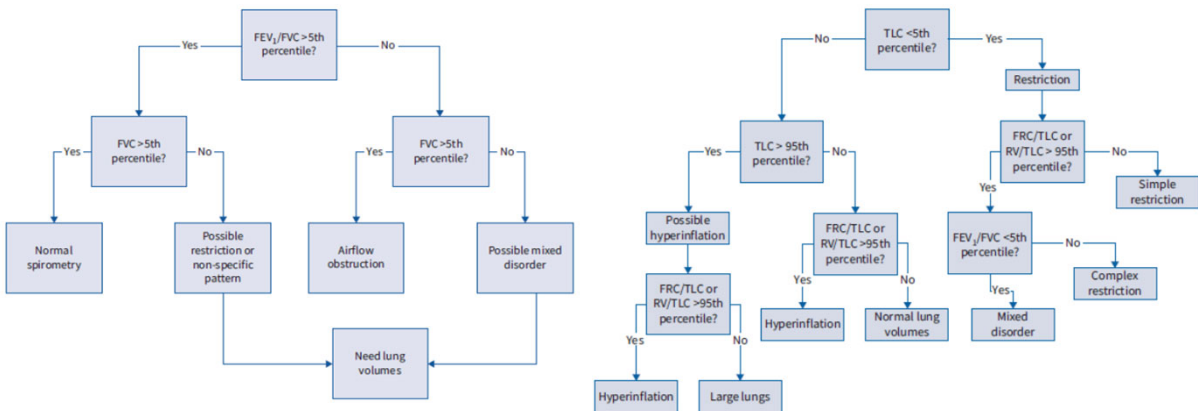 FEV₁/FVC >5th
percentile?
Yes
No
FVC >5th
percentile?
FVC >5th
percentile?
Yes
No
Yes
No
Normal
spirometry
Possible
restriction or
non-specific
pattern
Airflow
obstruction
Possible mixed
disorder
Need lung
volumes
TLC <5th
percentile?
No
Yes
Restriction
TLC > 95th
percentile?
FRC/TLC or
RV/TLC > 95th
percentile?
Yes
No
No
Yes
Simple
restriction
Possible
hyperinflation
FRC/TLC or
RV/TLC >95th
percentile?
FEV₁/FVC <5th
percentile?
No
Complex
restriction
FRC/TLC or
RV/TLC >95th
percentile?
Yes
No
Yes
Hyperinflation
Normal lung
volumes
Mixed
disorder
Yes
No
Hyperinflation
Large lungs